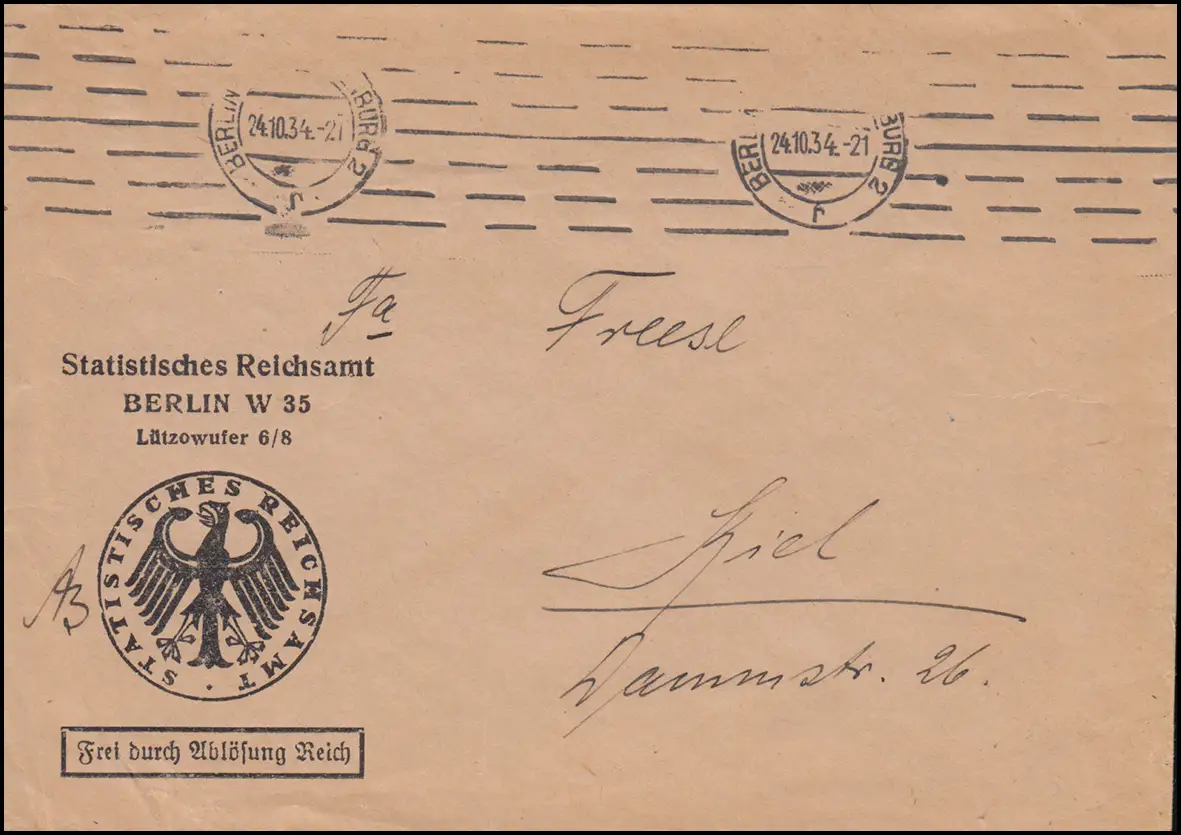 BERLIN BURG 2
24.10.34.-21
r
BERL BURG 2
24.10.34.-21
r
Fa Freese
Statistisches Reichsamt
BERLIN W 35
Lützowufer 6/8
STATISTISCHES REICHSAMT
Kiel
Dammstr. 26.
Frei durch Ablösung Reich